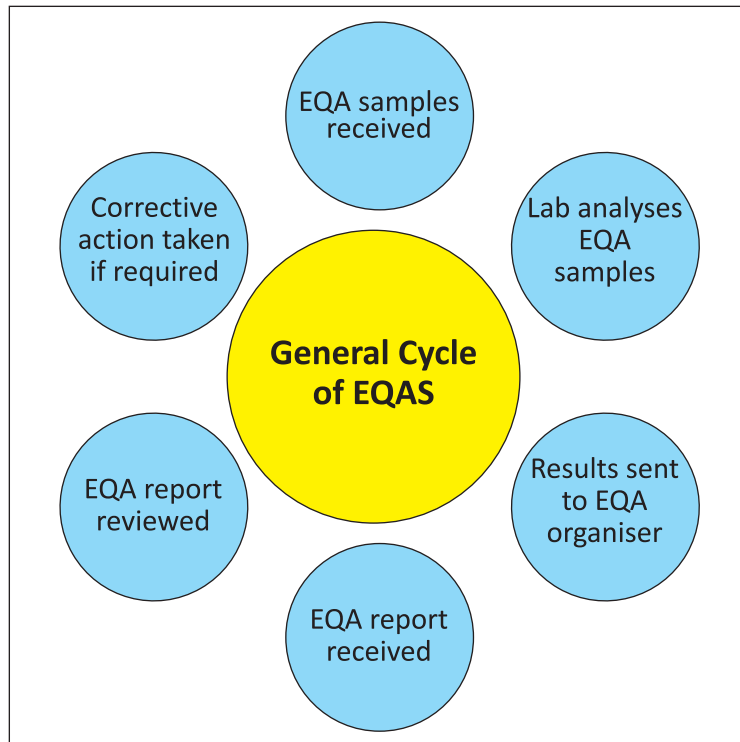 EQA samples
received
Lab analyses
EQA
samples
Results sent
to EQA
organiser
EQA report
received
EQA report
reviewed
Corrective
action taken
if required
General Cycle
of EQAS